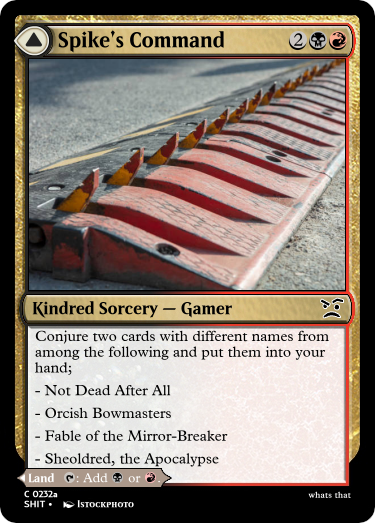 Spike's Command 2
Kindred Sorcery — Gamer
Conjure two cards with different names from
among the following and put them into your
hand;
- Not Dead After All
- Orcish Bowmasters
- Fable of the Mirror-Breaker
- Sheoldred, the Apocalypse
Land : Add or .
C 0232a
whats that
SHIT • Istockphoto